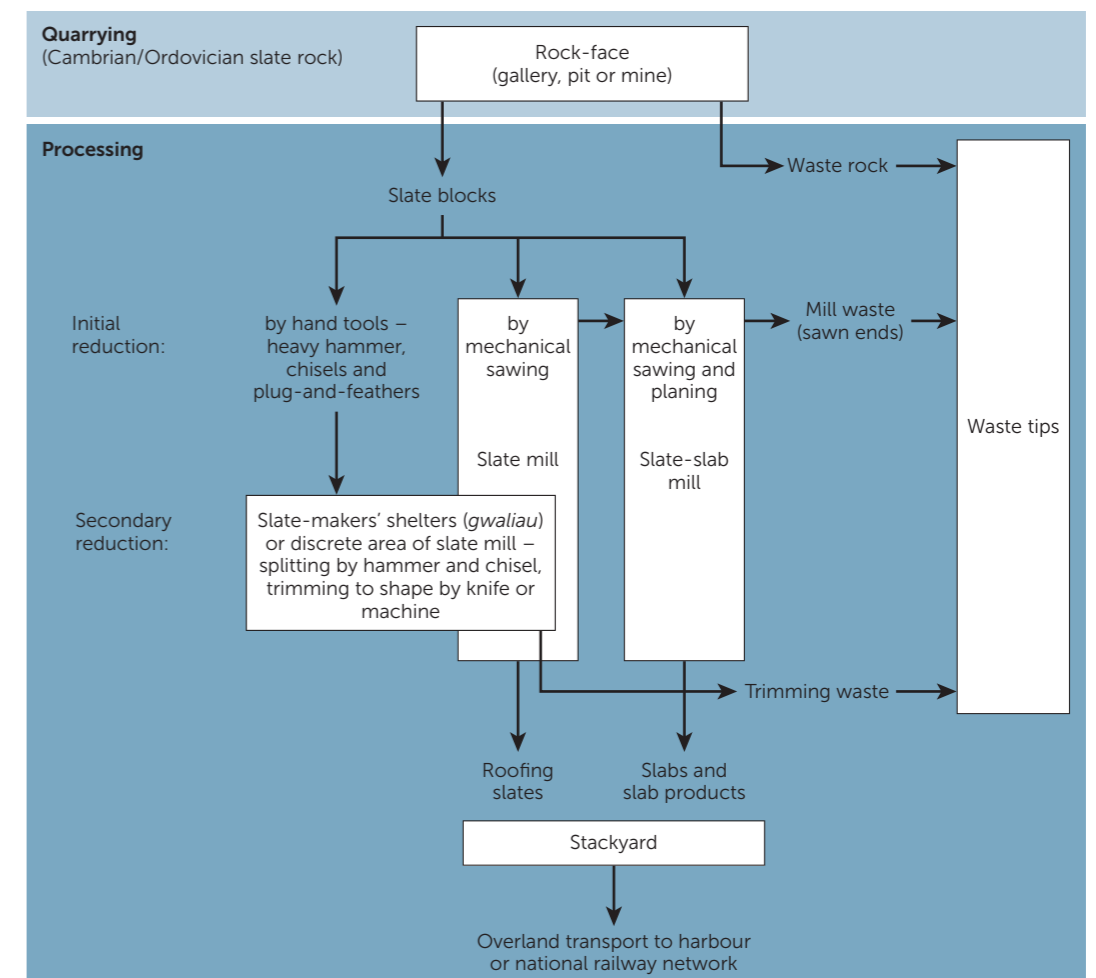 Quarrying
(Cambrian/Ordovician slate rock)
Rock-face
(gallery, pit or mine)
Processing
Waste rock
Slate blocks
Initial
reduction:
by hand tools –
heavy hammer,
chisels and
plug-and-feathers
by
mechanical
sawing
by
mechanical
sawing and
planing
Mill waste
(sawn ends)
Waste tips
Slate mill
Slate-slab
mill
Secondary
reduction:
Slate-makers’ shelters (gwaliau)
or discrete area of slate mill –
splitting by hammer and chisel,
trimming to shape by knife or
machine
Trimming waste
Roofing
slates
Slabs and
slab products
Stackyard
Overland transport to harbour
or national railway network